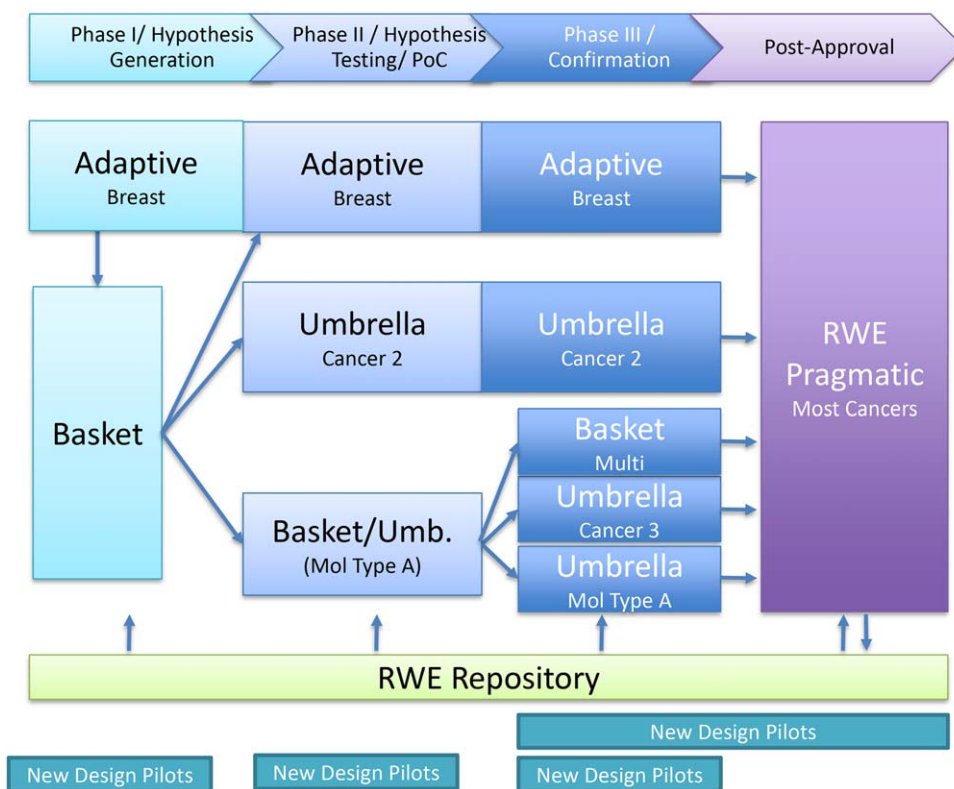 Phase I/ Hypothesis
Generation
Phase II / Hypothesis
Testing/ PoC
Phase III /
Confirmation
Post-Approval
Adaptive
Breast
Adaptive
Breast
Adaptive
Breast
Umbrella
Cancer 2
Umbrella
Cancer 2
RWE
Pragmatic
Most Cancers
Basket
Basket
Multi
Basket/Umb.
(Mol Type A)
Umbrella
Cancer 3
Umbrella
Mol Type A
RWE Repository
New Design Pilots
New Design Pilots
New Design Pilots
New Design Pilots